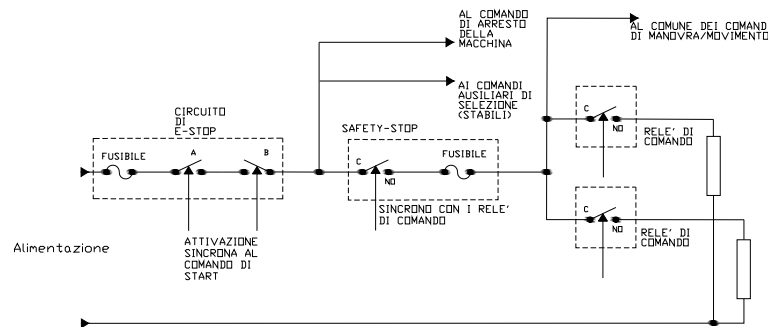 AL COMANDO
DI ARRESTO
DELLA
MACCHINA
AL COMUNE DEI COMAND
DI MANOVRA/MOVIMENTO
AI COMANDI
AUSILIARI DI
SELEZIONE
(STABILI)
CIRCUITO
DI
E-STOP
SAFETY-STOP
C
NO
RELE' DI
COMANDO
FUSIBILE
A
B
C
NO
FUSIBILE
SINCRONO CON I RELE'
DI COMANDO
C
NO
RELE' DI
COMANDO
ATTIVAZIONE
SINCRONA AL
COMANDO DI
START
Alimentazione